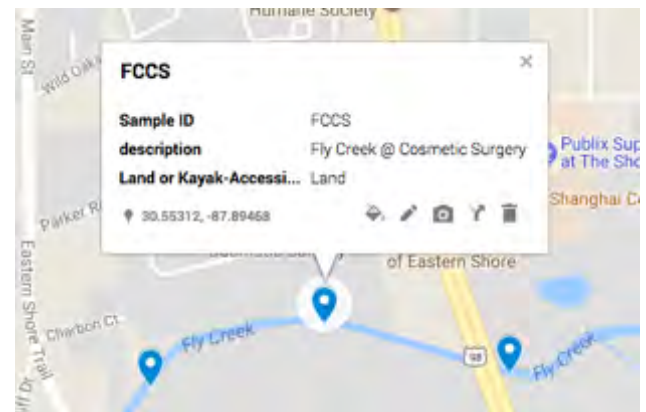 Humane Society
Main St
Wild Oaks
FCCS
Sample ID FCCS
description Fly Creek @ Cosmetic Surgery
Land or Kayak-Accessi... Land
30.55312, -87.89468
Publix Sup
at The Sho
Shanghai C
Parker R
of Eastern Shore
Eastern Shore Trail
Charbon Ct
Fly Creek
98
Fly Creek